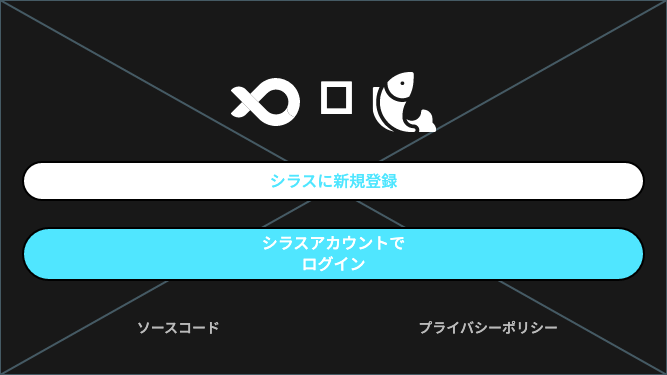 シラスに新規登録
シラスアカウントで
ログイン
ソースコード
プライバシーポリシー